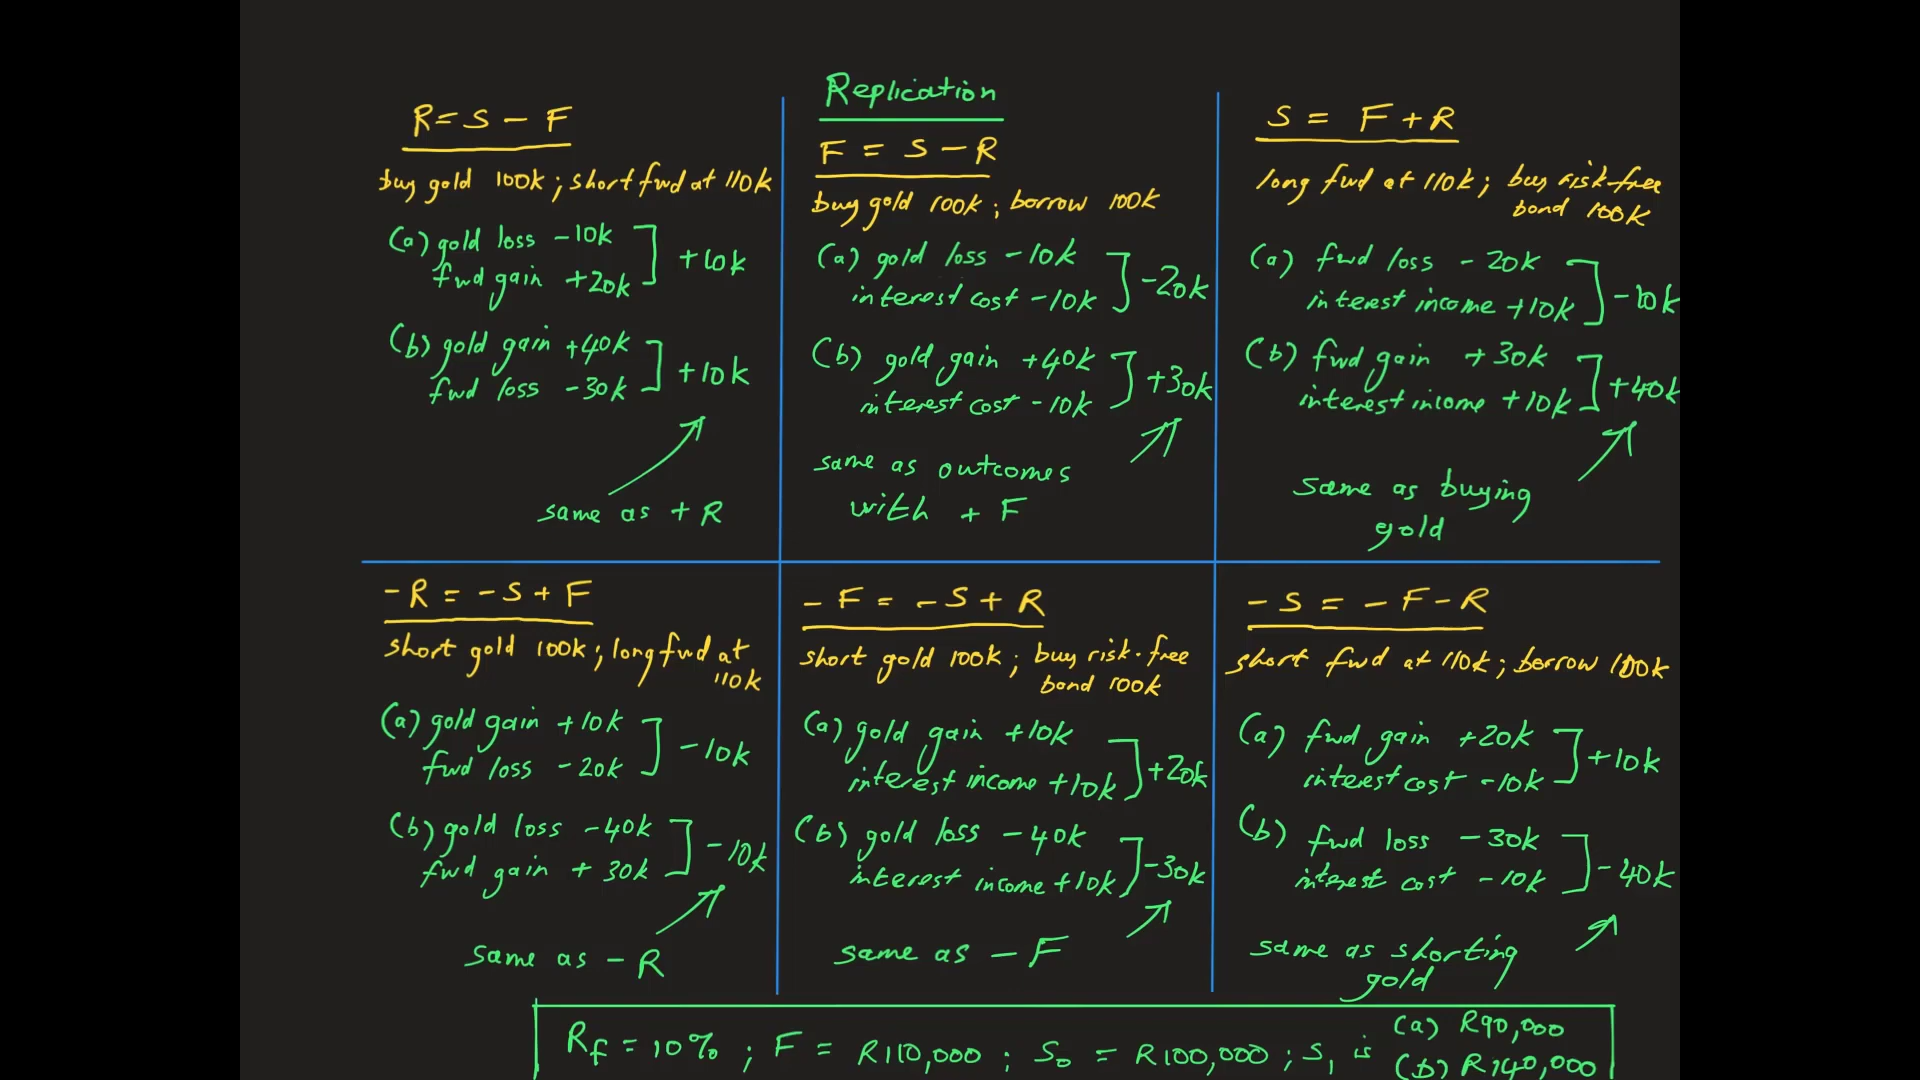 Replication
R = S - F
buy gold 100k; short fwd at 110k
(a) gold loss -10k
fwd gain +20k
+10k
(b) gold gain +40k
fwd loss -30k
+10k
same as + R
F = S - R
buy gold 100k; borrow 100k
(a) gold loss -10k
interest cost -10k
-20k
(b) gold gain +40k
interest cost -10k
+30k
same as outcomes
with + F
S = F + R
long fwd at 110k; buy risk-free
bond 100k
(a) fwd loss -20k
interest income +10k
-10k
(b) fwd gain +30k
interest income +10k
+40k
same as buying
gold
-R = -S + F
short gold 100k; long fwd at
110k
(a) gold gain +10k
fwd loss -20k
-10k
(b) gold loss -40k
fwd gain +30k
-10k
same as - R
-F = -S + R
short gold 100k; buy risk-free
bond 100k
(a) gold gain +10k
interest income +10k
+20k
(b) gold loss -40k
interest income +10k
-30k
same as - F
-S = -F - R
short fwd at 110k; borrow 100k
(a) fwd gain +20k
interest cost -10k
+10k
(b) fwd loss -30k
interest cost -10k
-40k
same as shorting
gold
Rf = 10%; F = R110,000; S0 = R100,000; S1 is (a) R90,000
(b) R140,000